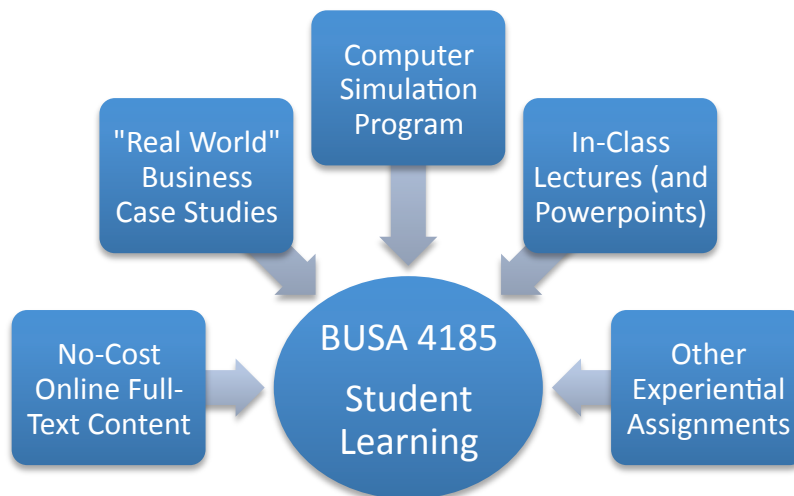 Computer
Simulation
Program
"Real World"
Business
Case Studies
In-Class
Lectures (and
Powerpoints)
No-Cost
Online Full-
Text Content
BUSA 4185
Student
Learning
Other
Experiential
Assignments